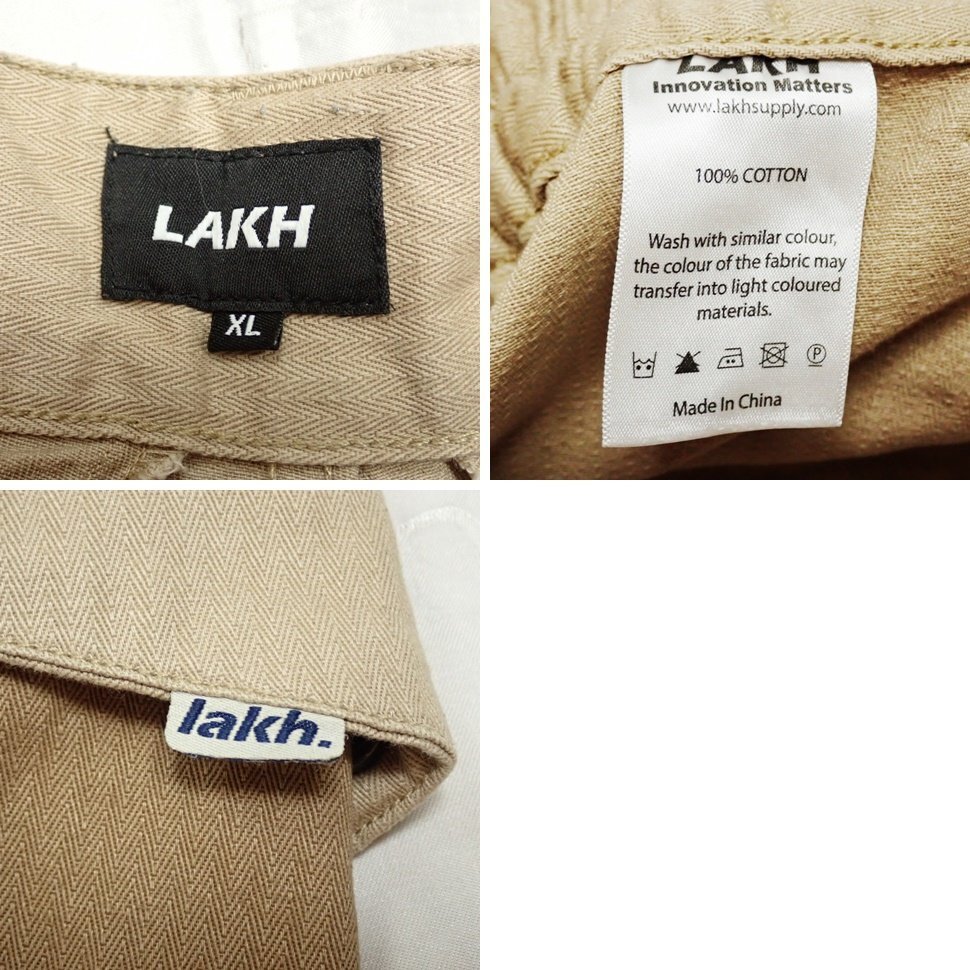 LAKH
XL
LAKH
Innovation Matters
www.lakhsupply.com
100% COTTON
Wash with similar colour,
the colour of the fabric may
transfer into light coloured
materials.
P
Made In China
lakh.